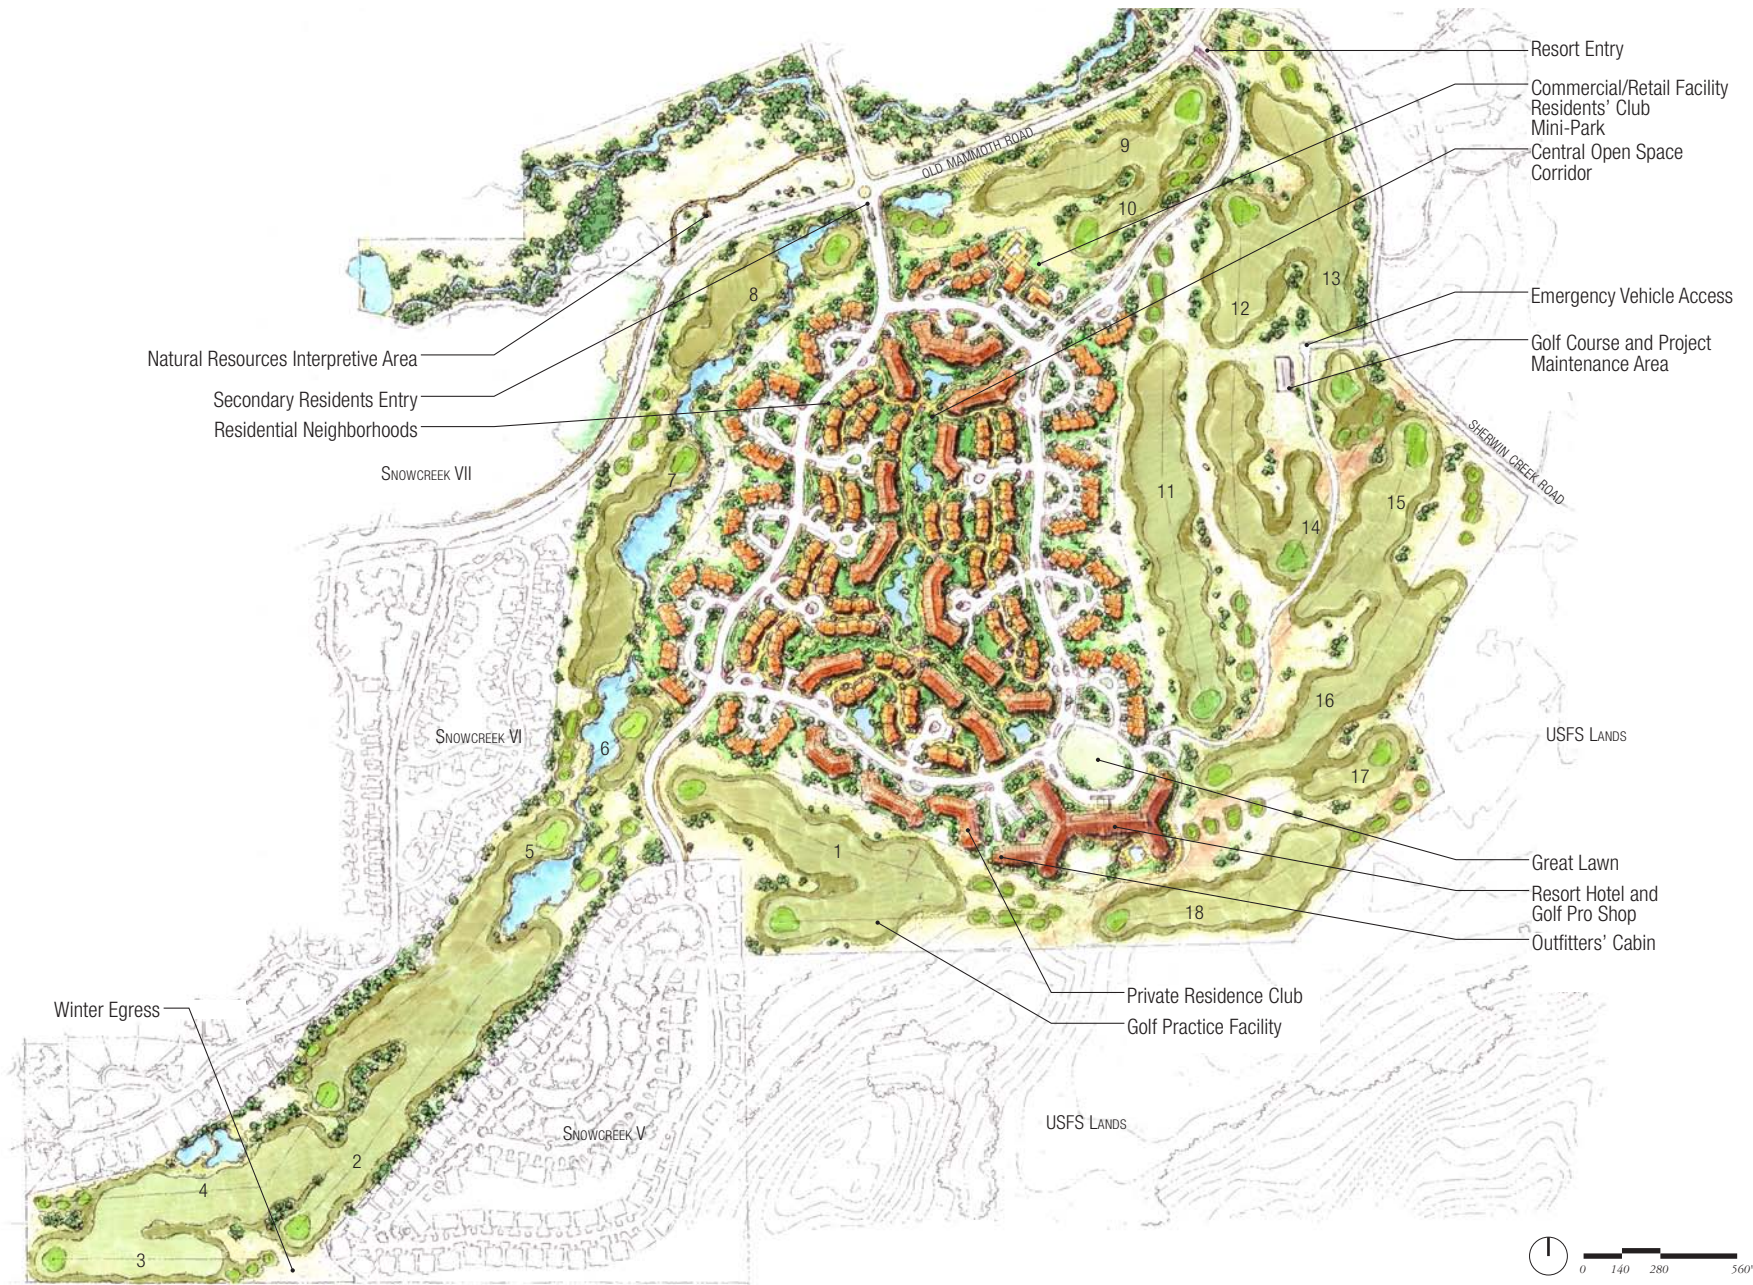 Resort Entry
Commercial/Retail Facility
Residents' Club
Mini-Park
Central Open Space
Corridor
OLD MAMMOTH ROAD
9
10
8
13
12
Emergency Vehicle Access
Golf Course and Project
Maintenance Area
Natural Resources Interpretive Area
Secondary Residents Entry
Residential Neighborhoods
SNOWCREEK VII
SHERWIN CREEK ROAD
7
11
15
14
16
SNOWCREEK VI
6
USFS LANDS
17
5
1
18
Great Lawn
Resort Hotel and
Golf Pro Shop
Outfitters' Cabin
Private Residence Club
Golf Practice Facility
Winter Egress
SNOWCREEK V
USFS LANDS
2
4
3
0 140 280 560'